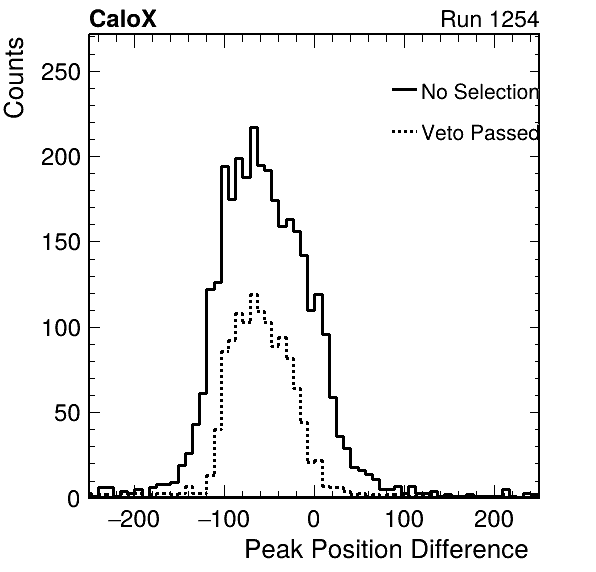 CaloX Run 1254
Counts
250
200
150
100
50
0
No Selection
Veto Passed
−200 −100 0 100 200
Peak Position Difference